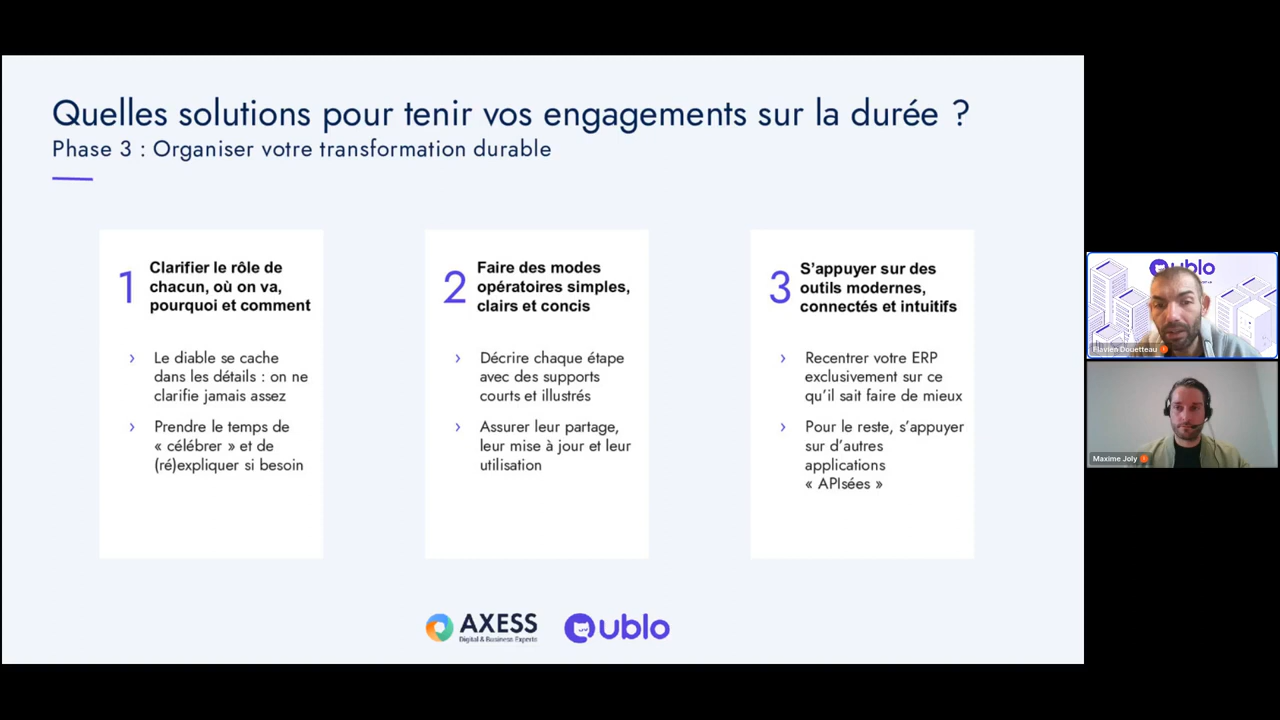 Quelles solutions pour tenir vos engagements sur la durée ?
Phase 3 : Organiser votre transformation durable
1
Clarifier le rôle de
chacun, où on va,
pourquoi et comment
› Le diable se cache
dans les détails : on ne
clarifie jamais assez
› Prendre le temps de
« célébrer » et de
(ré)expliquer si besoin
2
Faire des modes
opératoires simples,
clairs et concis
› Décrire chaque étape
avec des supports
courts et illustrés
› Assurer leur partage,
leur mise à jour et leur
utilisation
3
S'appuyer sur des
outils modernes,
connectés et intuitifs
› Recentrer votre ERP
exclusivement sur ce
qu'il sait faire de mieux
› Pour le reste, s'appuyer
sur d'autres
applications
« APIsées »
AXESS
Digital & Business Experts
ublo
ublo
Flavien Douetteau
Maxime Joly